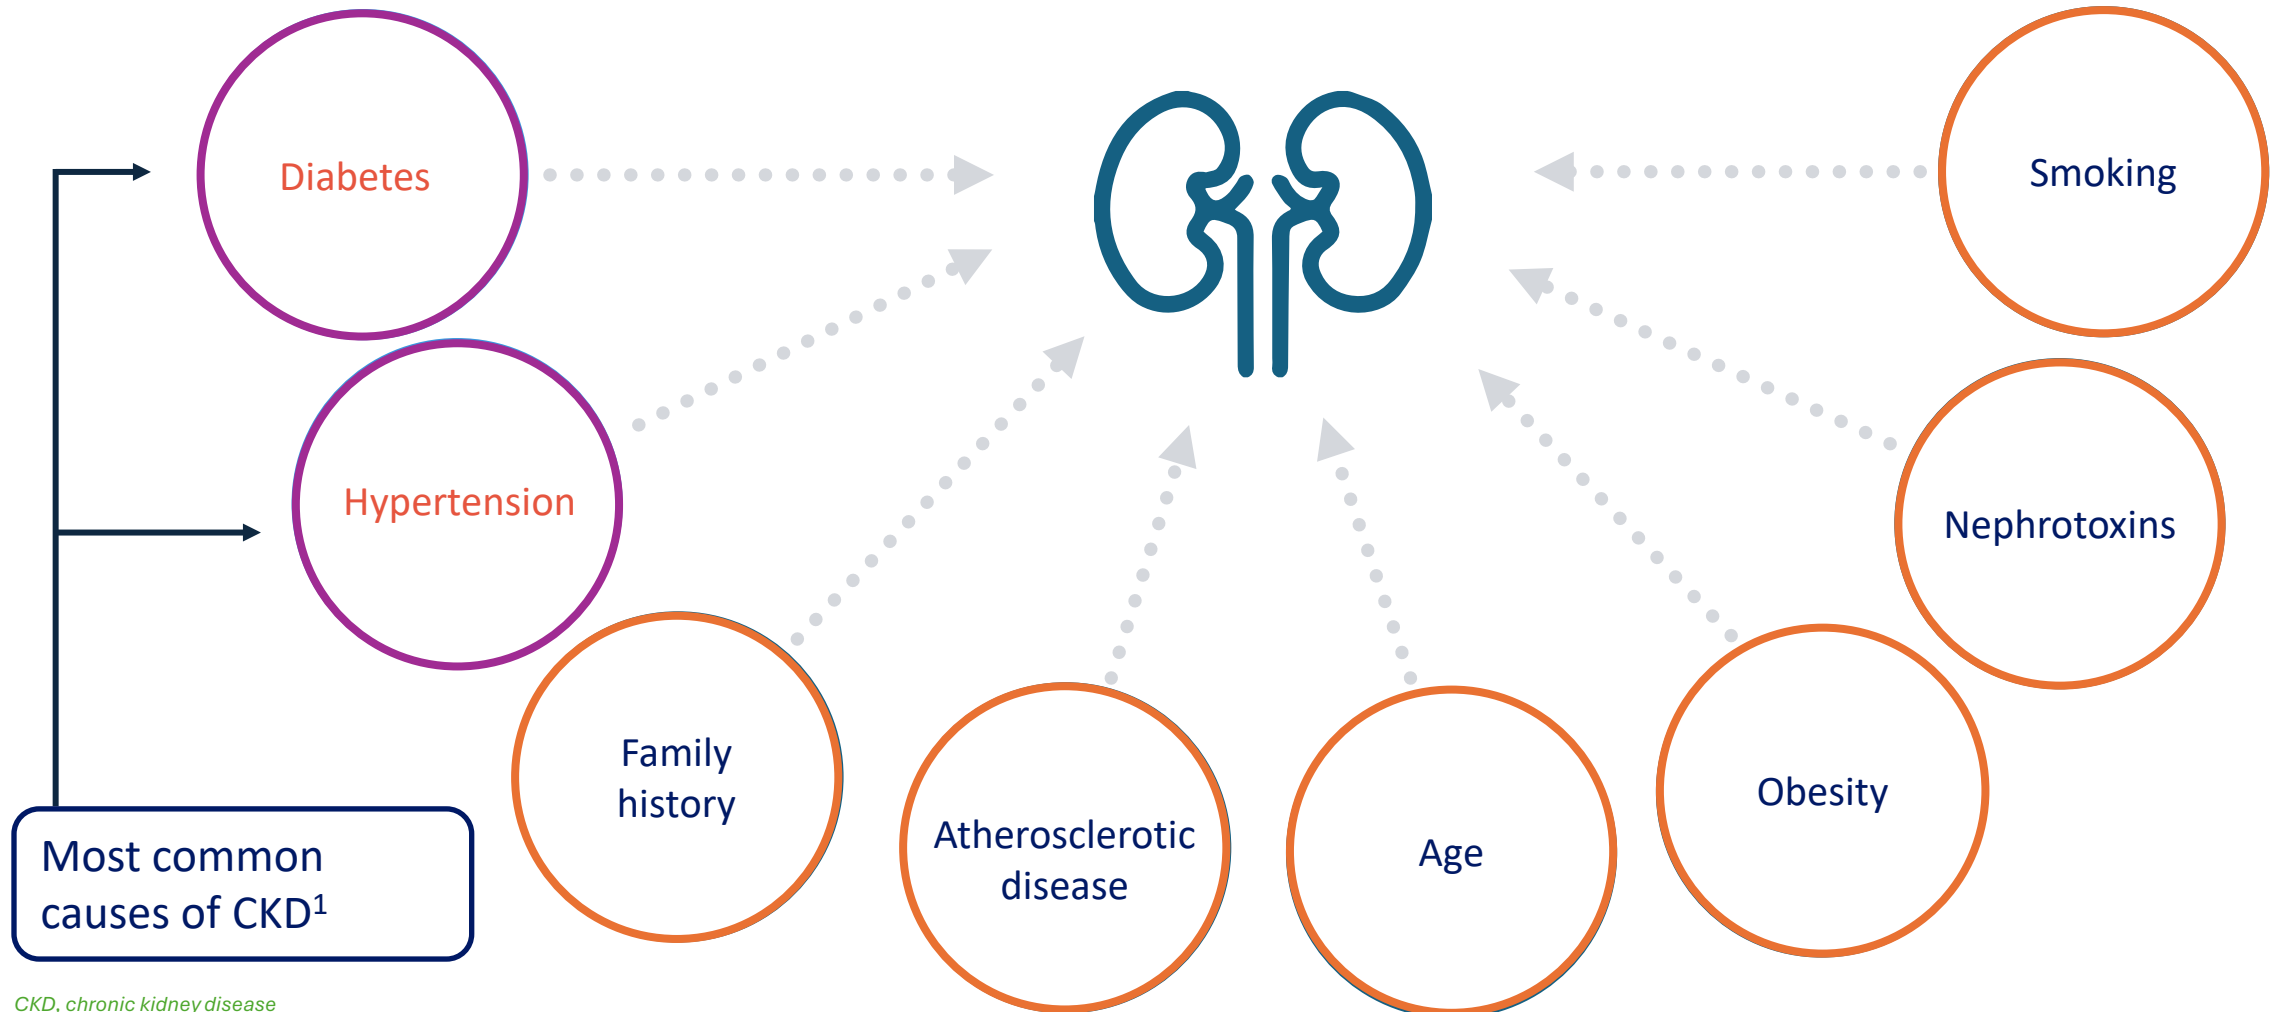 Diabetes
Smoking
Hypertension
Nephrotoxins
Family
history
Atherosclerotic
disease
Age
Obesity
Most common
causes of CKD¹
CKD, chronic kidney disease